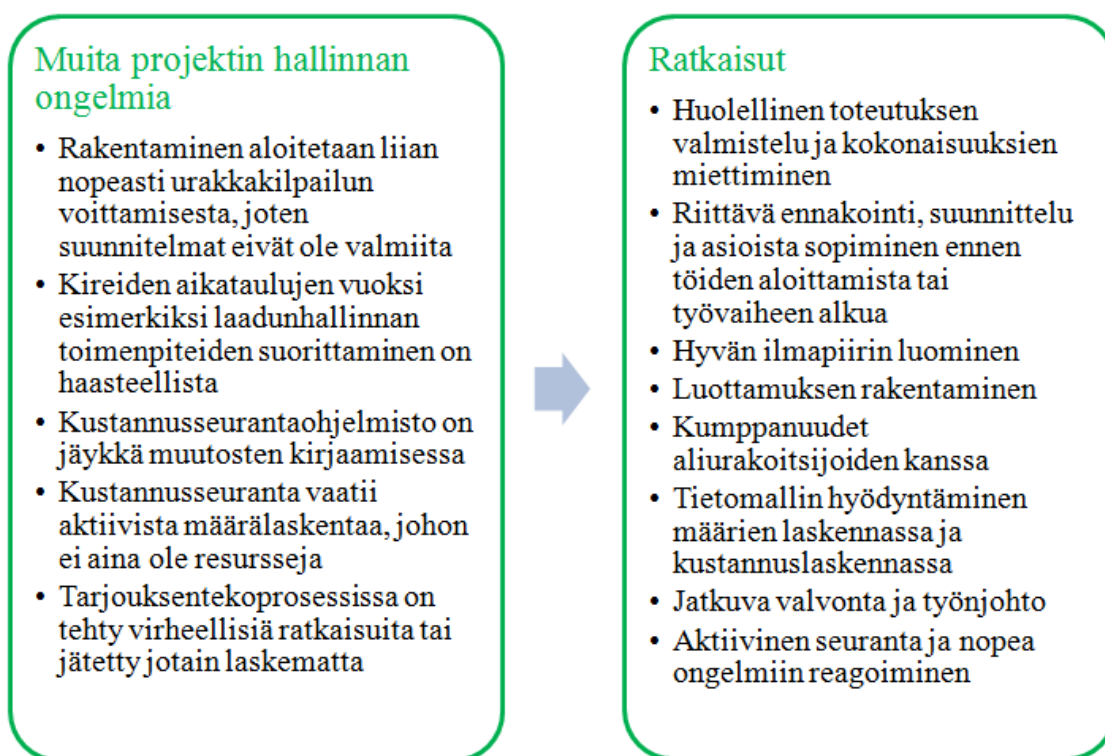 Muita projektin hallinnan
ongelmia
• Rakentaminen aloitetaan liian
nopeasti urakkakilpailun
voittamisesta, joten
suunnitelmat eivät ole valmiita
• Kireiden aikataulujen vuoksi
esimerkiksi laadunhallinnan
toimenpiteiden suorittaminen on
haasteellista
• Kustannusseurantaohjelmisto on
jäykkä muutosten kirjaamisessa
• Kustannusseuranta vaatii
aktiivista määrälaskentaa, johon
ei aina ole resursseja
• Tarjouksentekoprosessissa on
tehty virheellisiä ratkaisuita tai
jätetty jotain laskematta
Ratkaisut
• Huolellinen toteutuksen
valmistelu ja kokonaisuuksien
miettiminen
• Riittävä ennakointi, suunnittelu
ja asioista sopiminen ennen
töiden aloittamista tai
työvaiheen alkua
• Hyvän ilmapiirin luominen
• Luottamuksen rakentaminen
• Kumppanuudet
aliurakoitsijoiden kanssa
• Tietomallin hyödyntäminen
määrien laskennassa ja
kustannuslaskennassa
• Jatkuva valvonta ja työnjohto
• Aktiivinen seuranta ja nopea
ongelmiin reagoiminen